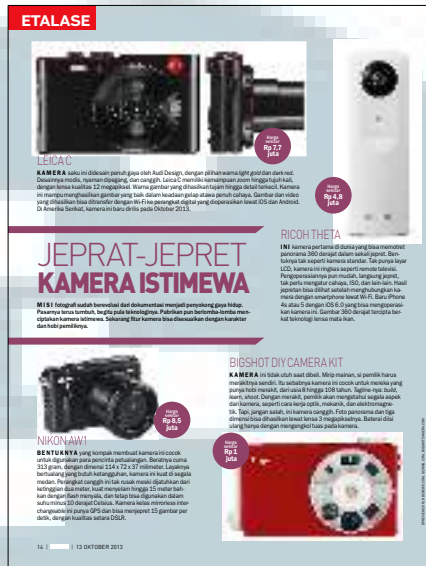 ETALASE
Harga
sekitar
Rp 7,7
juta
LEICA C
KAMERA saku ini didesain penuh gaya oleh Audi Design, dengan pilihan warna light gold dan dark red.
Desainnya modis, nyaman dipegang, dan canggih. Leica C memiliki kemampuan zoom hingga tujuh kali,
dengan lensa kualitas 12 megapiksel. Warna gambar yang dihasilkan tajam hingga detail terkecil. Kamera
ini mampu menghasilkan gambar yang baik dalam keadaan gelap atawa penuh cahaya. Gambar dan video
yang dihasilkan bisa ditransfer dengan Wi-Fi ke perangkat digital yang dioperasikan lewat iOS dan Android.
Di Amerika Serikat, kamera ini baru dirilis pada Oktober 2013.
Harga
sekitar
Rp 4,8
juta
RICOH THETA
INI kamera pertama di dunia yang bisa memotret
panorama 360 derajat dalam sekali jepret. Ben-
tuknya tak seperti kamera standar. Tak punya layar
LCD, kamera ini ringkas seperti remote televisi.
Pengoperasiannya pun mudah, langsung jepret,
tak perlu mengatur cahaya, ISO, dan lain-lain. Hasil
jepretan bisa dilihat setelah menghubungkan ka-
mera dengan smartphone lewat Wi-Fi. Baru iPhone
4s atau 5 dengan iOS 6.0 yang bisa mengoperasi-
kan kamera ini. Gambar 360 derajat tercipta ber-
kat teknologi lensa mata ikan.
JEPRAT-JEPRET
KAMERA ISTIMEWA
MISI fotografi sudah berevolusi dari dokumentasi menjadi penyokong gaya hidup.
Pasarnya terus tumbuh, begitu pula teknologinya. Pabrikan pun berlomba-lomba men-
ciptakan kamera istimewa. Sekarang fitur kamera bisa disesuaikan dengan karakter
dan hobi pemiliknya.
Harga
sekitar
Rp 8,5
juta
NIKON AW1
BENTUKNYA yang kompak membuat kamera ini cocok
untuk digunakan para pencinta petualangan. Beratnya cuma
313 gram, dengan dimensi 114 x 72 x 37 milimeter. Layaknya
bertualang yang butuh ketangguhan, kamera ini kuat di segala
medan. Perangkat canggih ini tak rusak meski dijatuhkan dari
ketinggian dua meter, kuat menyelam hingga 15 meter bah-
kan dengan flash menyala, dan tetap bisa digunakan dalam
suhu minus 10 derajat Celsius. Kamera kelas mirrorless inter-
changeable ini punya GPS dan bisa menjepret 15 gambar per
detik, dengan kualitas setara DSLR.
BIGSHOT DIY CAMERA KIT
KAMERA ini tidak utuh saat dibeli. Mirip mainan, si pemilik harus
merakitnya sendiri. Itu sebabnya kamera ini cocok untuk mereka yang
punya hobi merakit, dari usia 8 hingga 108 tahun. Tagline-nya: build,
learn, shoot. Dengan merakit, pemilik akan mengetahui segala aspek
dari kamera, seperti cara kerja optik, mekanik, dan elektromagne-
tik. Tapi, jangan salah, ini kamera canggih. Foto panorama dan tiga
dimensi bisa dihasilkan lewat lensa 3 megapikselnya. Baterai diisi
ulang hanya dengan mengengkol tuas pada kamera.
Harga
sekitar
Rp 1
juta
14 | | 13 OKTOBER 2013